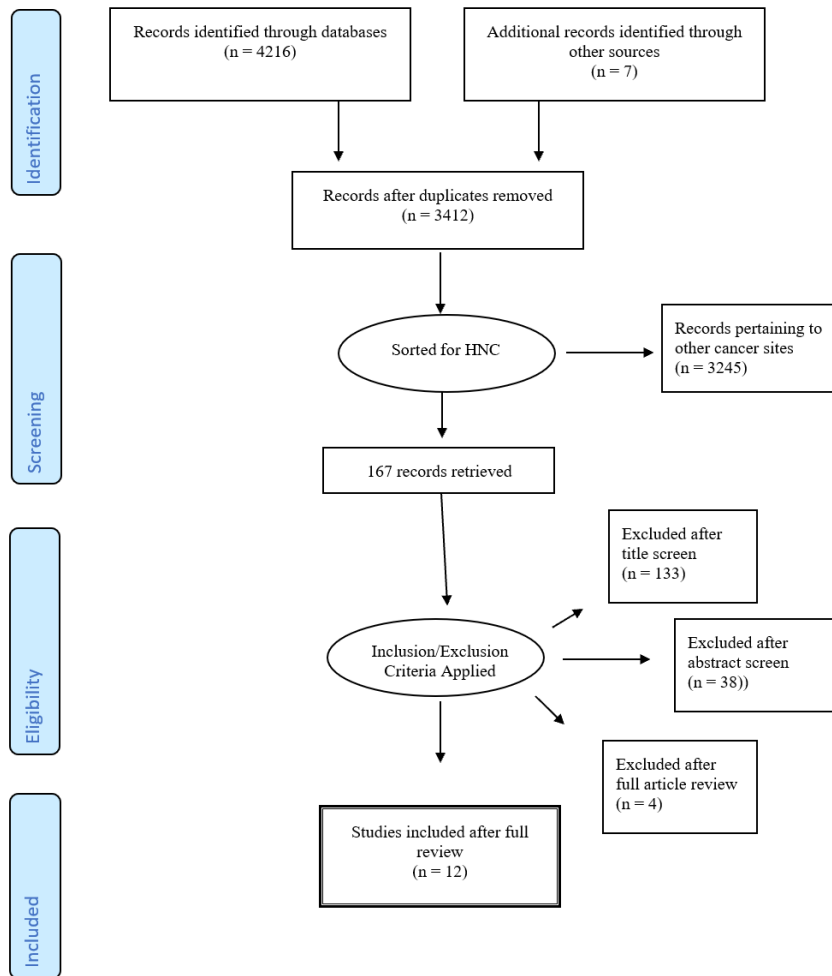 Identification
Records identified through databases
(n = 4216)
Additional records identified through
other sources
(n = 7)
Records after duplicates removed
(n = 3412)
Screening
Sorted for HNC
Records pertaining to
other cancer sites
(n = 3245)
167 records retrieved
Eligibility
Inclusion/Exclusion
Criteria Applied
Excluded after
title screen
(n = 133)
Excluded after
abstract screen
(n = 38))
Excluded after
full article review
(n = 4)
Included
Studies included after full
review
(n = 12)